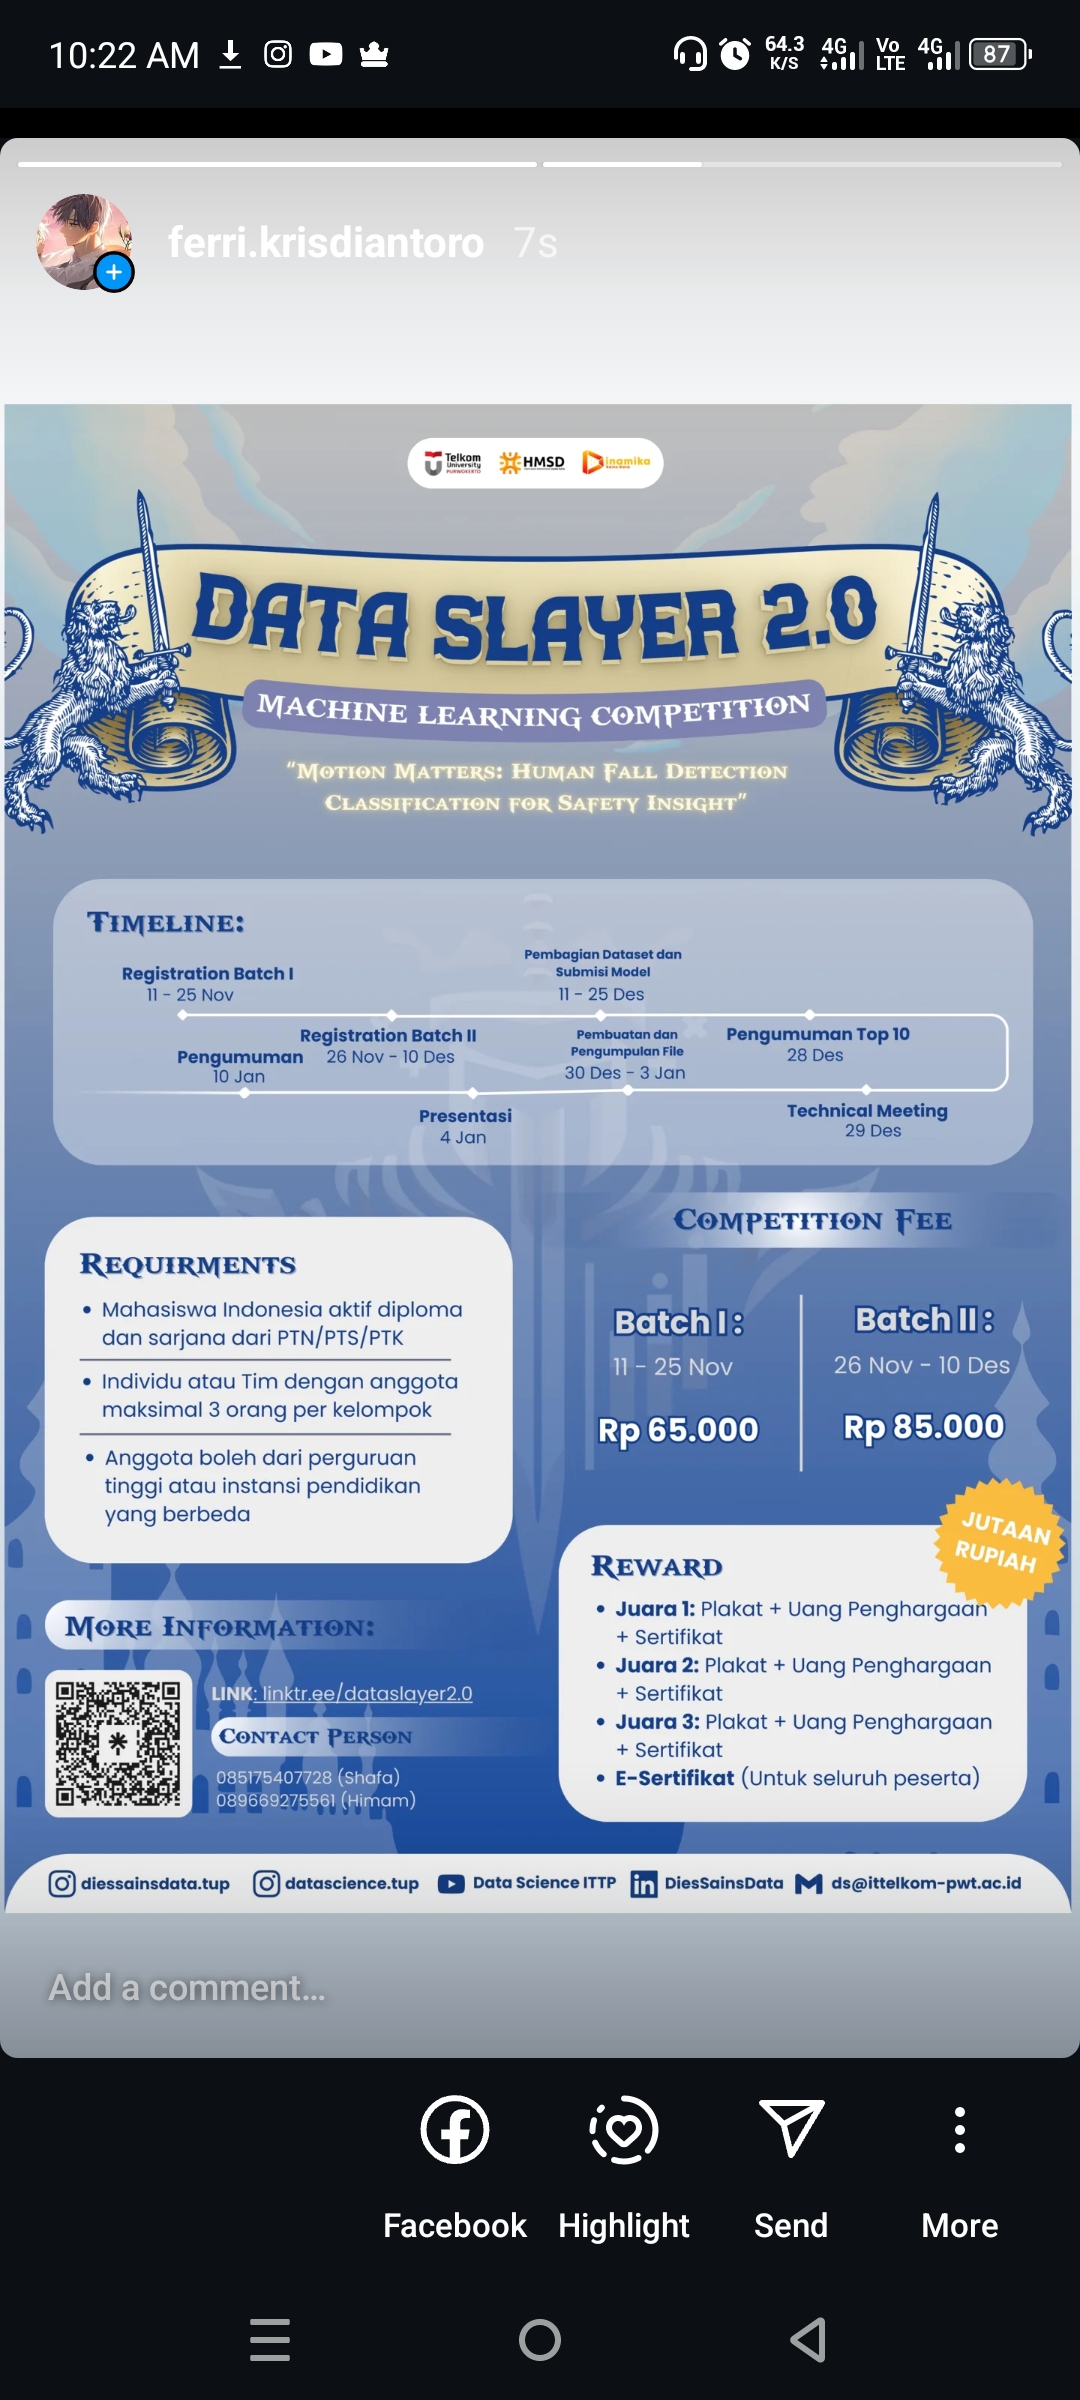 10:22 AM
64.3
K/S
4G
Vo
LTE
4G
87
ferri.krisdiantoro 7s
Telkom
University
PURWOKERTO
HMSD
Dinamika
DATA SLAYER 2.0
MACHINE LEARNING COMPETITION
"MOTION MATTERS: HUMAN FALL DETECTION
CLASSIFICATION FOR SAFETY INSIGHT"
TIMELINE:
Registration Batch I
11 - 25 Nov
Registration Batch II
26 Nov - 10 Des
Pembagian Dataset dan
Submisi Model
11 - 25 Des
Pengumuman Top 10
28 Des
Technical Meeting
29 Des
Pembuatan dan
Pengumpulan File
30 Des - 3 Jan
Presentasi
4 Jan
Pengumuman
10 Jan
REQUIRMENTS
• Mahasiswa Indonesia aktif diploma
dan sarjana dari PTN/PTS/PTK
• Individu atau Tim dengan anggota
maksimal 3 orang per kelompok
• Anggota boleh dari perguruan
tinggi atau instansi pendidikan
yang berbeda
COMPETITION FEE
Batch I :
11 - 25 Nov
Rp 65.000
Batch II :
26 Nov - 10 Des
Rp 85.000
JUTAAN
RUPIAH
REWARD
• Juara 1: Plakat + Uang Penghargaan
+ Sertifikat
• Juara 2: Plakat + Uang Penghargaan
+ Sertifikat
• Juara 3: Plakat + Uang Penghargaan
+ Sertifikat
• E-Sertifikat (Untuk seluruh peserta)
MORE INFORMATION:
LINK: linktr.ee/dataslayer2.0
CONTACT PERSON
085175407728 (Shafa)
089669275561 (Himam)
diessainsdata.tup
datascience.tup
Data Science ITTP
DiesSainsData
ds@ittelkom-pwt.ac.id
Add a comment...
Facebook
Highlight
Send
More